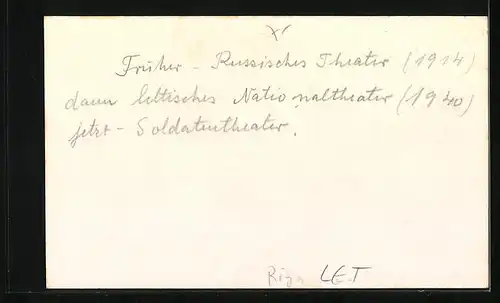 Früher - Russisches Theater (1914)
dann lettisches Nationaltheater (1940)
jetzt - Soldatentheater.
Riga LET